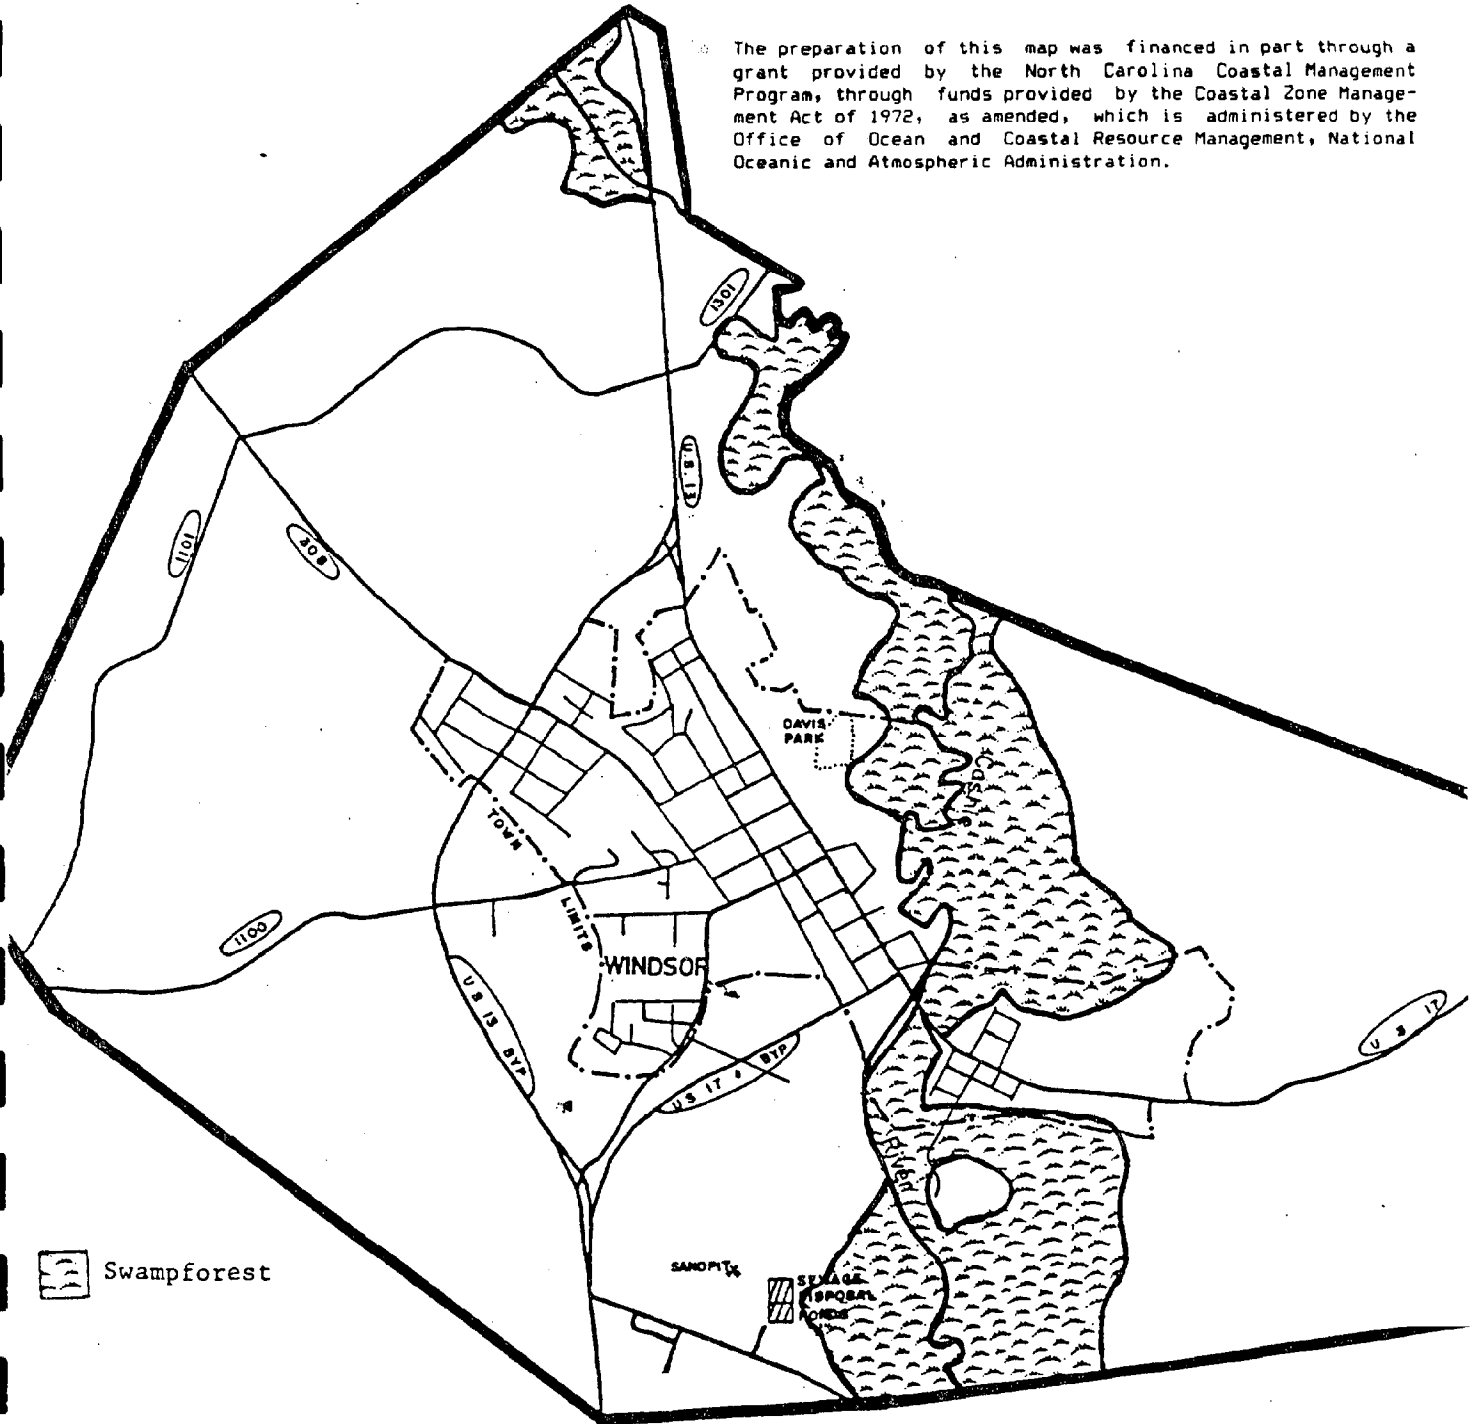 The preparation of this map was financed in part through a
grant provided by the North Carolina Coastal Management
Program, through funds provided by the Coastal Zone Manage-
ment Act of 1972, as amended, which is administered by the
Office of Ocean and Coastal Resource Management, National
Oceanic and Atmospheric Administration.
1301
U.S. 13
1011
308
DAVIS
PARK
Cashie
TOWN
LIMITS
1100
WINDSOR
U S 13 BYP
US 17 & BYP
U S 17
River
SANDPIT
SEWAGE
DISPOSAL
PONDS
Swampforest